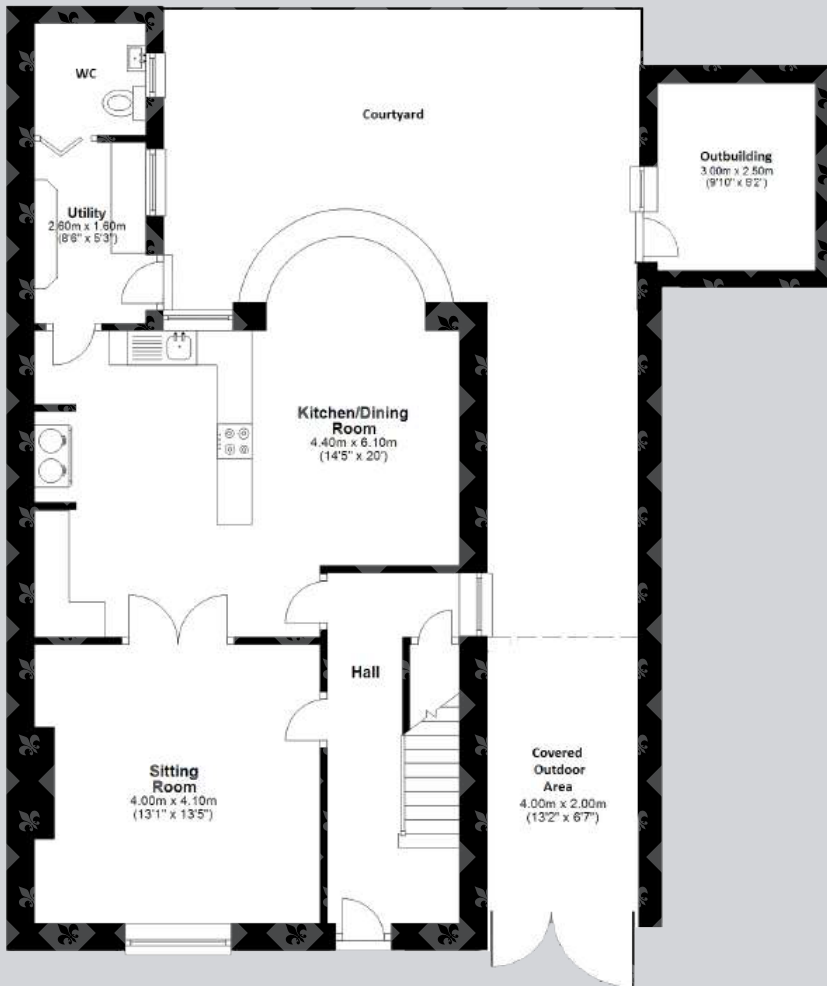 WC
Courtyard
Outbuilding
3.00m x 2.50m
(9'10" x 8'2")
Utility
2.60m x 1.60m
(8'6" x 5'3")
Kitchen/Dining
Room
4.40m x 6.10m
(14'5" x 20')
Hall
Sitting
Room
4.00m x 4.10m
(13'1" x 13'5")
Covered
Outdoor
Area
4.00m x 2.00m
(13'2" x 6'7")